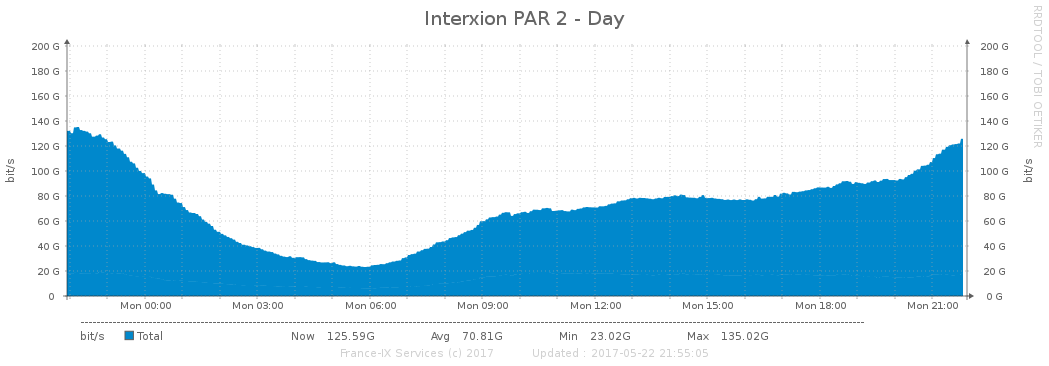 Interxion PAR 2 - Day
RRDTOOL / TOBI OETIKER
200 G 200 G
180 G 180 G
160 G 160 G
140 G 140 G
120 G 120 G
100 G 100 G
80 G 80 G
60 G 60 G
40 G 40 G
20 G 20 G
0 0 G
bit/s bit/s
Mon 00:00 Mon 03:00 Mon 06:00 Mon 09:00 Mon 12:00 Mon 15:00 Mon 18:00 Mon 21:00
bit/s Total Now 125.59G Avg 70.81G Min 23.02G Max 135.02G
France-IX Services (c) 2017 Updated : 2017-05-22 21:55:05